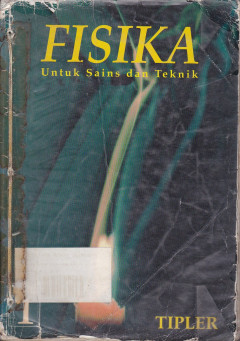 FISIKA
Untuk Sains dan Teknik
TIPLER